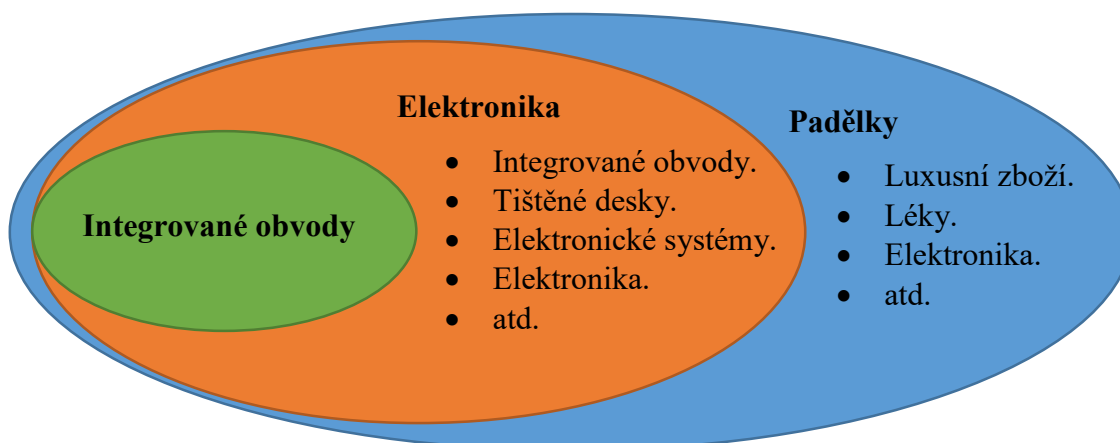 Integrované obvody
Elektronika
• Integrované obvody.
• Tištěné desky.
• Elektronické systémy.
• Elektronika.
• atd.
Padělky
• Luxusní zboží.
• Léky.
• Elektronika.
• atd.